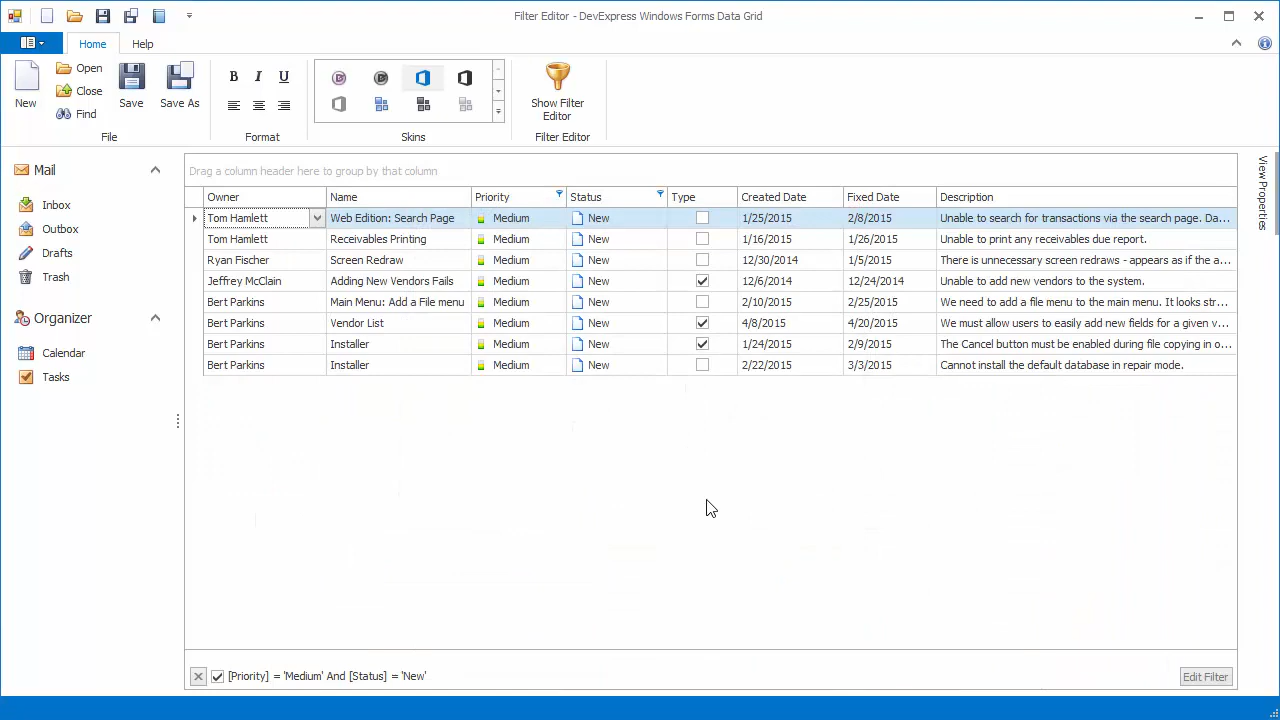 Filter Editor - DevExpress Windows Forms Data Grid
Home Help
New
Open
Close
Find
Save
Save As
File
B I U
Format
Skins
Show Filter
Editor
Filter Editor
Mail
Inbox
Outbox
Drafts
Trash
Organizer
Calendar
Tasks
Drag a column header here to group by that column
Owner Name Priority Status Type Created Date Fixed Date Description
Tom Hamlett Web Edition: Search Page Medium New 1/25/2015 2/8/2015 Unable to search for transactions via the search page. Da...
Tom Hamlett Receivables Printing Medium New 1/16/2015 1/26/2015 Unable to print any receivables due report.
Ryan Fischer Screen Redraw Medium New 12/30/2014 1/5/2015 There is unnecessary screen redraws - appears as if the a...
Jeffrey McClain Adding New Vendors Fails Medium New 12/6/2014 12/24/2014 Unable to add new vendors to the system.
Bert Parkins Main Menu: Add a File menu Medium New 2/10/2015 2/25/2015 We need to add a file menu to the main menu. It looks str...
Bert Parkins Vendor List Medium New 4/8/2015 4/20/2015 We must allow users to easily add new fields for a given v...
Bert Parkins Installer Medium New 1/24/2015 2/9/2015 The Cancel button must be enabled during file copying in o...
Bert Parkins Installer Medium New 2/22/2015 3/3/2015 Cannot install the default database in repair mode.
[Priority] = 'Medium' And [Status] = 'New'
Edit Filter
View Properties